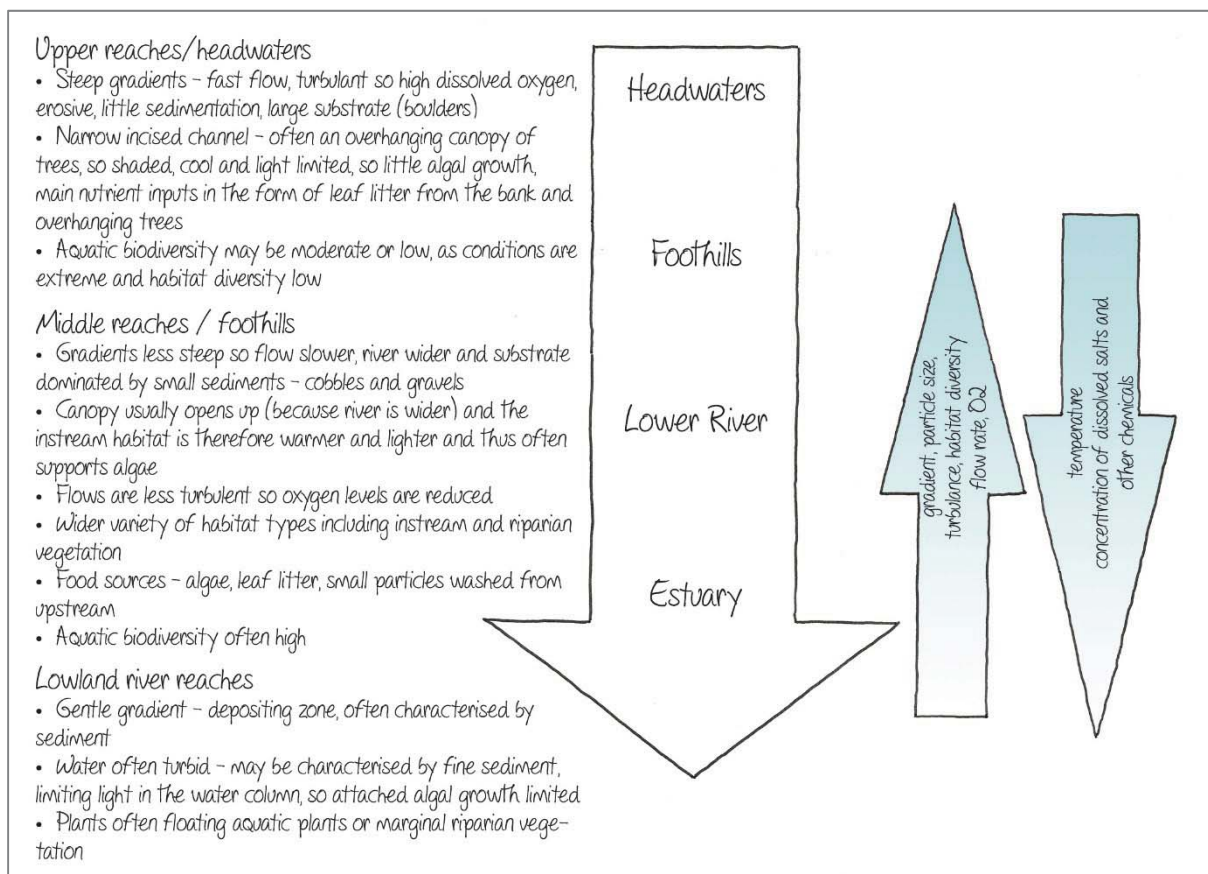 Upper reaches/headwaters
• Steep gradients – fast flow, turbulant so high dissolved oxygen,
erosive, little sedimentation, large substrate (boulders)
• Narrow incised channel – often an overhanging canopy of
trees, so shaded, cool and light limited, so little algal growth,
main nutrient inputs in the form of leaf litter from the bank and
overhanging trees
• Aquatic biodiversity may be moderate or low, as conditions are
extreme and habitat diversity low
Middle reaches / foothills
• Gradients less steep so flow slower, river wider and substrate
dominated by small sediments – cobbles and gravels
• Canopy usually opens up (because river is wider) and the
instream habitat is therefore warmer and lighter and thus often
supports algae
• Flows are less turbulent so oxygen levels are reduced
• Wider variety of habitat types including instream and riparian
vegetation
• Food sources – algae, leaf litter, small particles washed from
upstream
• Aquatic biodiversity often high
Lowland river reaches
• Gentle gradient – depositing zone, often characterised by
sediment
• Water often turbid – may be characterised by fine sediment,
limiting light in the water column, so attached algal growth limited
• Plants often floating aquatic plants or marginal riparian vege-
tation
Headwaters
Foothills
Lower River
Estuary
gradient, particle size,
turbulance, habitat diversity
flow rate, O2
temperature
concentration of dissolved salts and
other chemicals